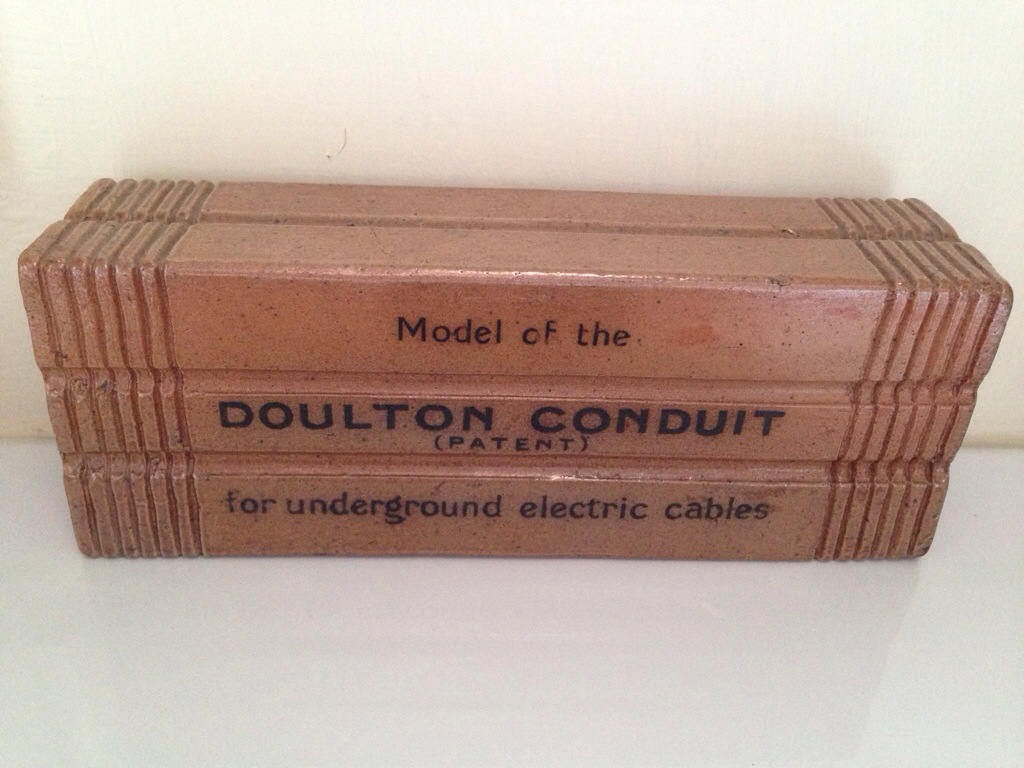 Model of the
DOULTON CONDUIT
(PATENT)
for underground electric cables